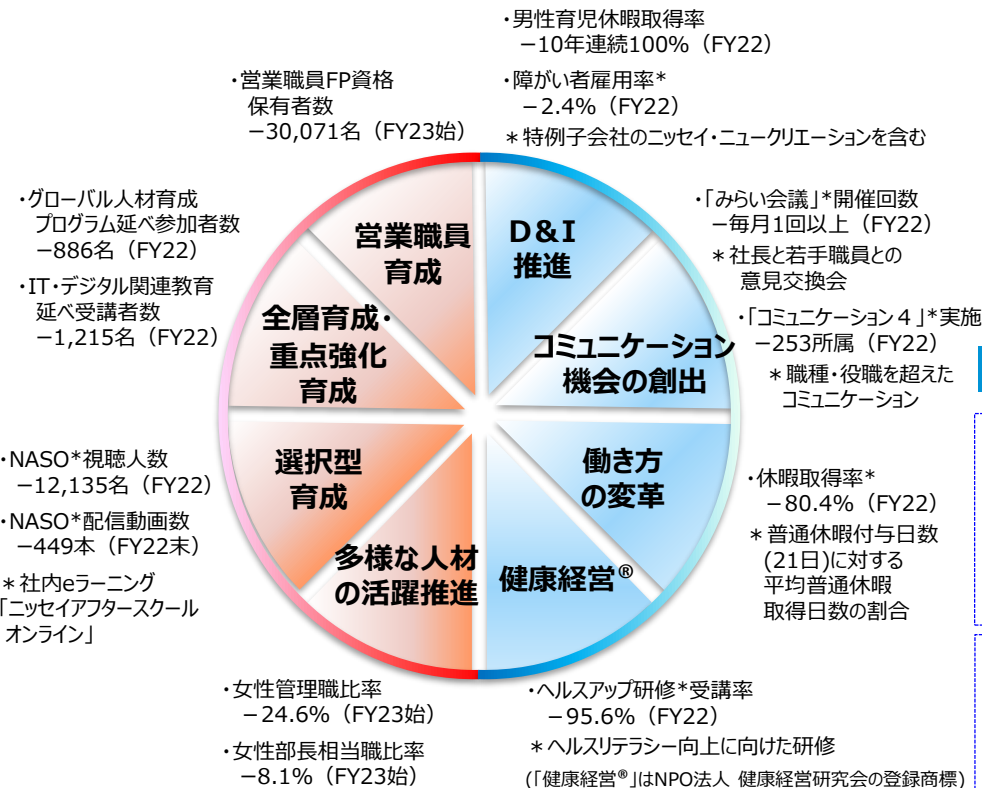 ・男性育児休暇取得率
－10年連続100%（FY22）
・障がい者雇用率*
－2.4%（FY22）
＊特例子会社のニッセイ・ニュークリエーションを含む
・営業職員FP資格
保有者数
－30,071名（FY23始）
・グローバル人材育成
プログラム延べ参加者数
－886名（FY22）
・IT・デジタル関連教育
延べ受講者数
－1,215名（FY22）
・「みらい会議」*開催回数
－毎月1回以上（FY22）
＊社長と若手職員との
意見交換会
・「コミュニケーション４」*実施
－253所属（FY22）
＊職種・役職を超えた
コミュニケーション
営業職員
育成
D&I
推進
全層育成・
重点強化
育成
コミュニケーション
機会の創出
選択型
育成
働き方
の変革
多様な人材
の活躍推進
健康経営®
・NASO*視聴人数
－12,135名（FY22）
・NASO*配信動画数
－449本（FY22末）
＊社内eラーニング
「ニッセイアフタースクール
オンライン」
・休暇取得率*
－80.4%（FY22）
＊普通休暇付与日数
(21日)に対する
平均普通休暇
取得日数の割合
・女性管理職比率
－24.6%（FY23始）
・女性部長相当職比率
－8.1%（FY23始）
・ヘルスアップ研修*受講率
－95.6%（FY22）
＊ヘルスリテラシー向上に向けた研修
(「健康経営®」はNPO法人 健康経営研究会の登録商標)